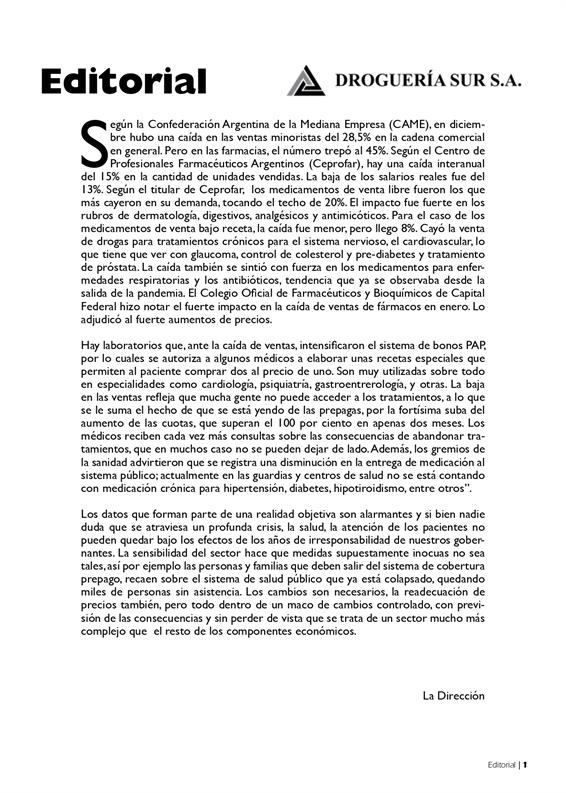 Editorial
DROGUERÍA SUR S.A.
Según la Confederación Argentina de la Mediana Empresa (CAME), en diciem-
bre hubo una caída en las ventas minoristas del 28,5% en la cadena comercial
en general. Pero en las farmacias, el número trepó al 45%. Según el Centro de
Profesionales Farmacéuticos Argentinos (Ceprofar), hay una caída interanual
del 15% en la cantidad de unidades vendidas. La baja de los salarios reales fue del
13%. Según el titular de Ceprofar, los medicamentos de venta libre fueron los que
más cayeron en su demanda, tocando el techo de 20%. El impacto fue fuerte en los
rubros de dermatología, digestivos, analgésicos y antimicóticos. Para el caso de los
medicamentos de venta bajo receta, la caída fue menor, pero llego 8%. Cayó la venta
de drogas para tratamientos crónicos para el sistema nervioso, el cardiovascular, lo
que tiene que ver con glaucoma, control de colesterol y pre-diabetes y tratamiento
de próstata. La caída también se sintió con fuerza en los medicamentos para enfer-
medades respiratorias y los antibióticos, tendencia que ya se observaba desde la
salida de la pandemia. El Colegio Oficial de Farmacéuticos y Bioquímicos de Capital
Federal hizo notar el fuerte impacto en la caída de ventas de fármacos en enero. Lo
adjudicó al fuerte aumentos de precios.
Hay laboratorios que, ante la caída de ventas, intensificaron el sistema de bonos PAP,
por lo cuales se autoriza a algunos médicos a elaborar unas recetas especiales que
permiten al paciente comprar dos al precio de uno. Son muy utilizadas sobre todo
en especialidades como cardiología, psiquiatría, gastroentrerología, y otras. La baja
en las ventas refleja que mucha gente no puede acceder a los tratamientos, a lo que
se le suma el hecho de que se está yendo de las prepagas, por la fortísima suba del
aumento de las cuotas, que superan el 100 por ciento en apenas dos meses. Los
médicos reciben cada vez más consultas sobre las consecuencias de abandonar tra-
tamientos, que en muchos caso no se pueden dejar de lado. Además, los gremios de
la sanidad advirtieron que se registra una disminución en la entrega de medicación al
sistema público; actualmente en las guardias y centros de salud no se está contando
con medicación crónica para hipertensión, diabetes, hipotiroidismo, entre otros”.
Los datos que forman parte de una realidad objetiva son alarmantes y si bien nadie
duda que se atraviesa un profunda crisis, la salud, la atención de los pacientes no
pueden quedar bajo los efectos de los años de irresponsabilidad de nuestros gober-
nantes. La sensibilidad del sector hace que medidas supuestamente inocuas no sea
tales, así por ejemplo las personas y familias que deben salir del sistema de cobertura
prepago, recaen sobre el sistema de salud público que ya está colapsado, quedando
miles de personas sin asistencia. Los cambios son necesarios, la readecuación de
precios también, pero todo dentro de un maco de cambios controlado, con previ-
sión de las consecuencias y sin perder de vista que se trata de un sector mucho más
complejo que el resto de los componentes económicos.
La Dirección
Editorial | 1